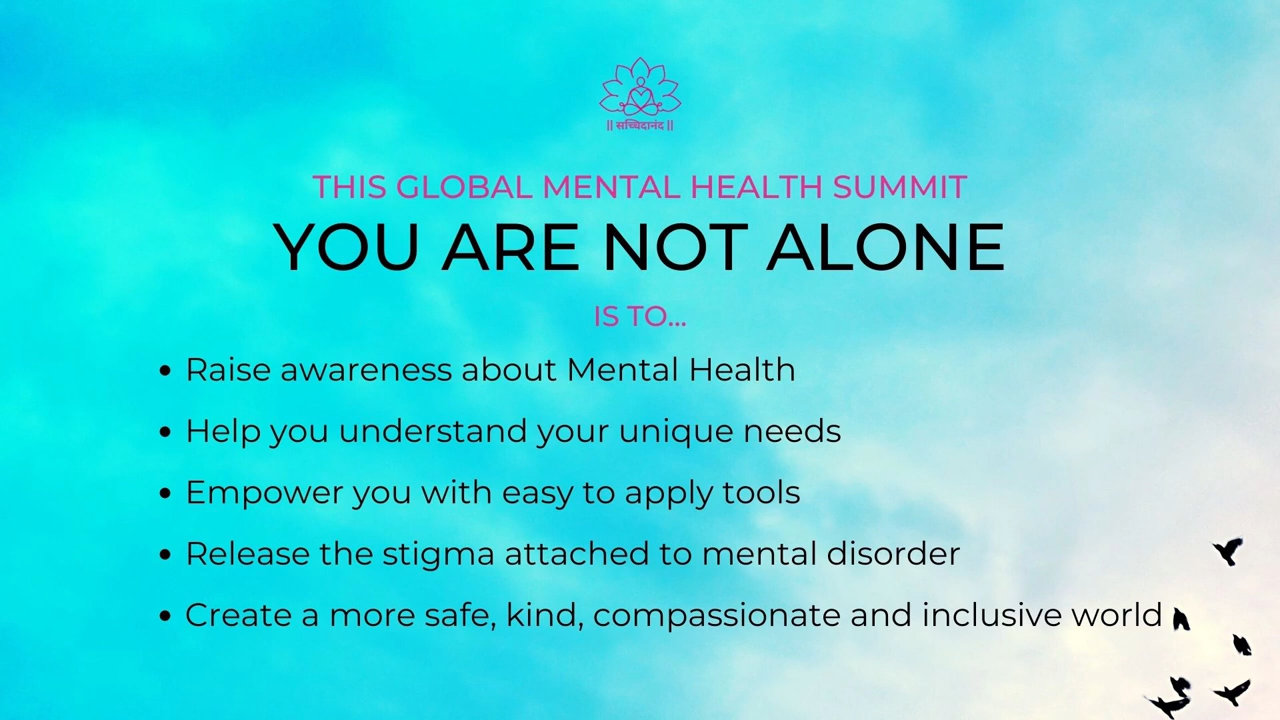 || सच्चिदानंद ||
THIS GLOBAL MENTAL HEALTH SUMMIT
YOU ARE NOT ALONE
IS TO...
• Raise awareness about Mental Health
• Help you understand your unique needs
• Empower you with easy to apply tools
• Release the stigma attached to mental disorder
• Create a more safe, kind, compassionate and inclusive world